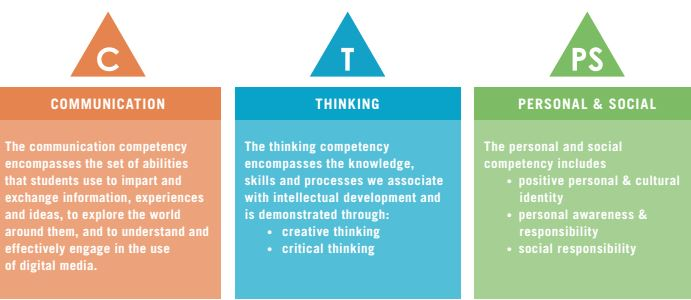 C
COMMUNICATION
The communication competency
encompasses the set of abilities
that students use to impart and
exchange information, experiences
and ideas, to explore the world
around them, and to understand and
effectively engage in the use
of digital media.
T
THINKING
The thinking competency
encompasses the knowledge,
skills and processes we associate
with intellectual development and
is demonstrated through:
• creative thinking
• critical thinking
PS
PERSONAL & SOCIAL
The personal and social
competency includes
• positive personal & cultural
identity
• personal awareness &
responsibility
• social responsibility